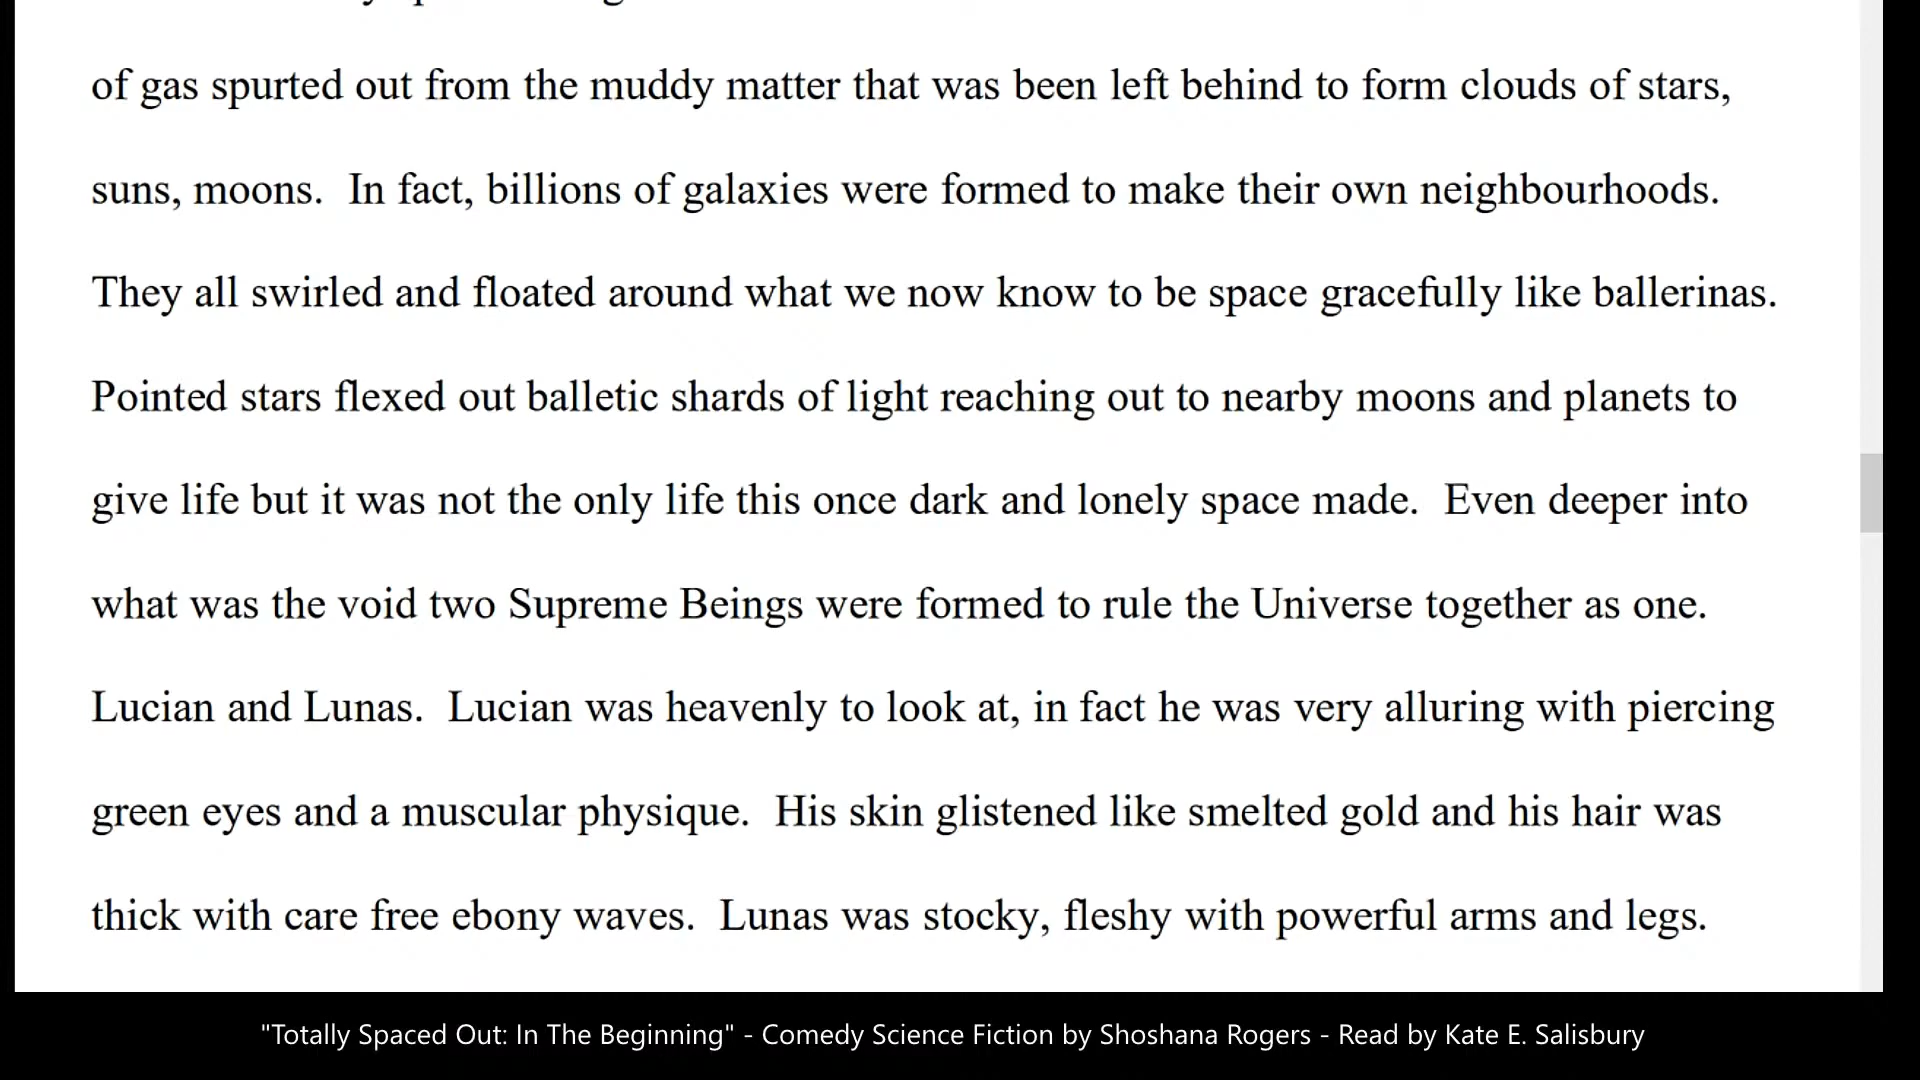 of gas spurted out from the muddy matter that was been left behind to form clouds of stars,
suns, moons.  In fact, billions of galaxies were formed to make their own neighbourhoods.
They all swirled and floated around what we now know to be space gracefully like ballerinas.
Pointed stars flexed out balletic shards of light reaching out to nearby moons and planets to
give life but it was not the only life this once dark and lonely space made.  Even deeper into
what was the void two Supreme Beings were formed to rule the Universe together as one.
Lucian and Lunas.  Lucian was heavenly to look at, in fact he was very alluring with piercing
green eyes and a muscular physique.  His skin glistened like smelted gold and his hair was
thick with care free ebony waves.  Lunas was stocky, fleshy with powerful arms and legs.
"Totally Spaced Out: In The Beginning" - Comedy Science Fiction by Shoshana Rogers - Read by Kate E. Salisbury